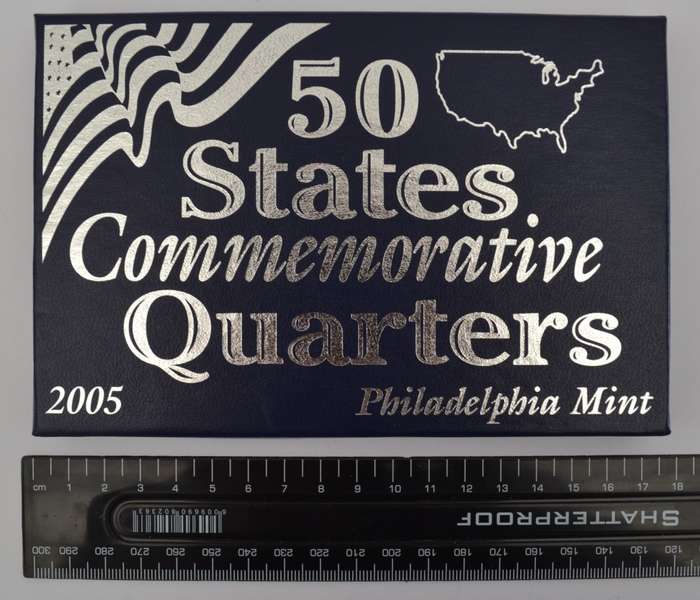 50
States
Commemorative
Quarters
2005 Philadelphia Mint
cm 1 2 3 4 5 6 7 8 9 10 11 12 13 14 15 16 17 18
SHATTERPROOF
300 290 280 270 260 250 240 230 220 210 200 190 180 170 160 150 140 130 120